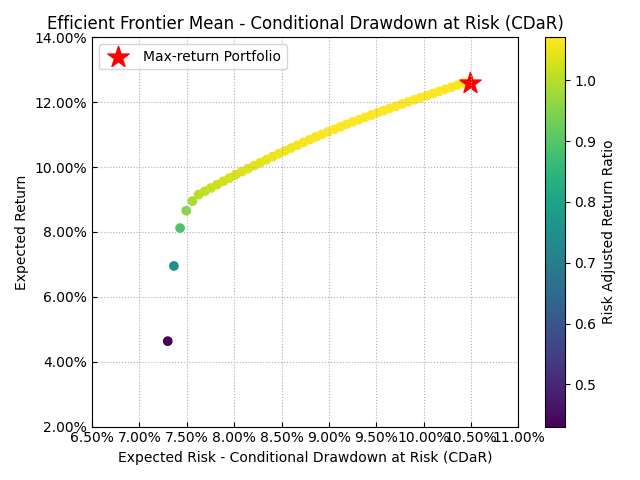 Efficient Frontier Mean - Conditional Drawdown at Risk (CDaR)
14.00%
12.00%
10.00%
8.00%
6.00%
4.00%
2.00%
Expected Return
Max-return Portfolio
6.50% 7.00% 7.50% 8.00% 8.50% 9.00% 9.50% 10.00% 10.50% 11.00%
Expected Risk - Conditional Drawdown at Risk (CDaR)
1.0
0.9
0.8
0.7
0.6
0.5
Risk Adjusted Return Ratio